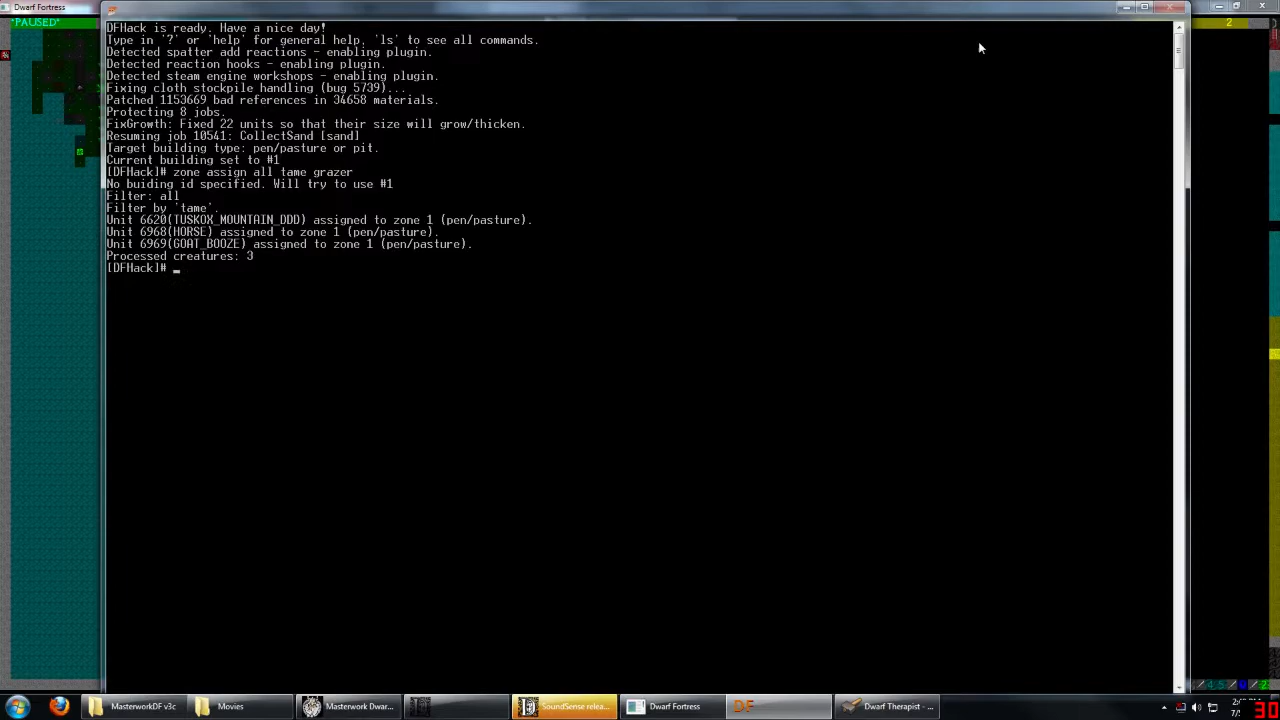 Dwarf Fortress
*PAUSED*
2
DFHack is ready. Have a nice day!
Type in '?' or 'help' for general help, 'ls' to see all commands.
Detected spatter add reactions - enabling plugin.
Detected reaction hooks - enabling plugin.
Detected steam engine workshops - enabling plugin.
Fixing cloth stockpile handling (bug 5739)...
Patched 1153669 bad references in 34658 materials.
Protecting 8 jobs.
FixGrowth: Fixed 22 units so that their size will grow/thicken.
Resuming job 10541: CollectSand [sand]
Target building type: pen/pasture or pit.
Current building set to #1
[DFHack]# zone assign all tame grazer
No buiding id specified. Will try to use #1
Filter: all
Filter by 'tame'.
Unit 6620(TUSKOX_MOUNTAIN_DDD) assigned to zone 1 (pen/pasture).
Unit 6968(HORSE) assigned to zone 1 (pen/pasture).
Unit 6969(GOAT_BOOZE) assigned to zone 1 (pen/pasture).
Processed creatures: 3
[DFHack]# _
MasterworkDF v3c
Movies
Masterwork Dwar...
SoundSense relea...
Dwarf Fortress
DF
Dwarf Therapist - ...
30